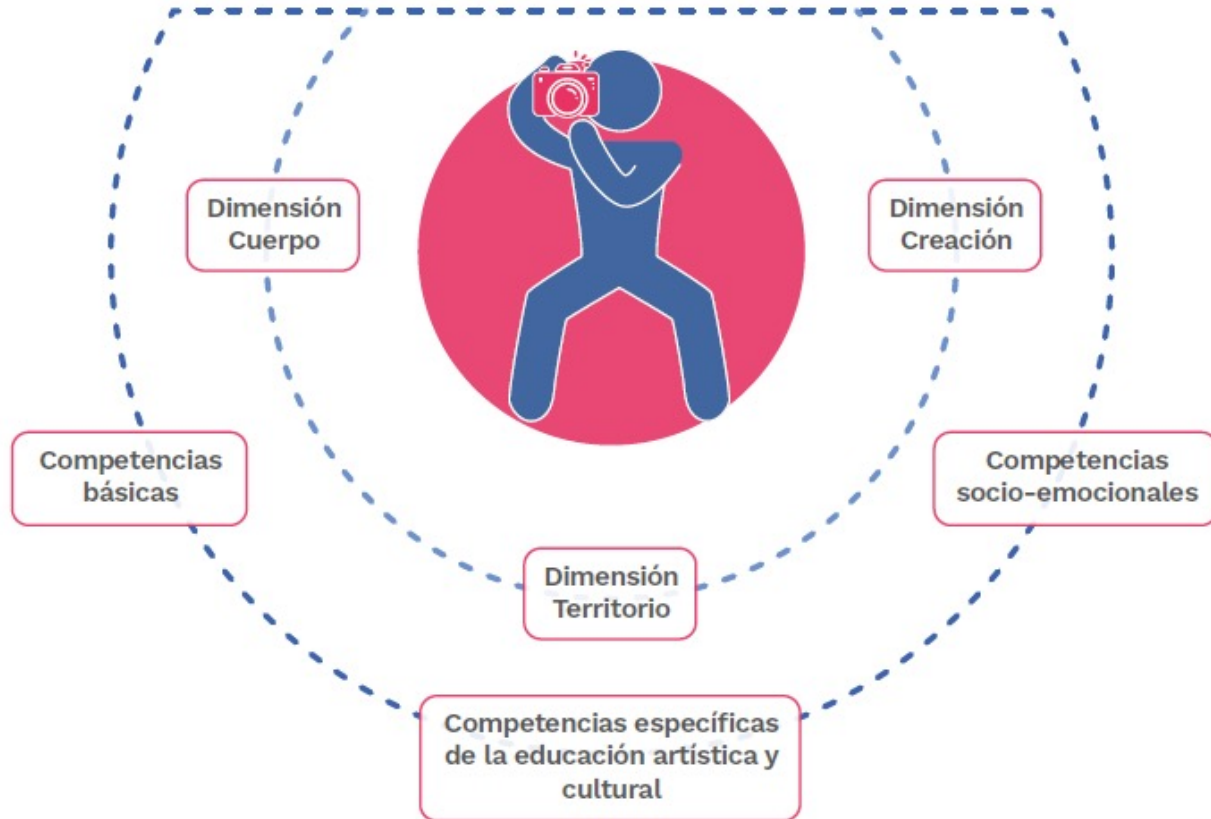 Dimensión
Cuerpo
Dimensión
Creación
Competencias
básicas
Competencias
socio-emocionales
Dimensión
Territorio
Competencias específicas
de la educación artística y
cultural